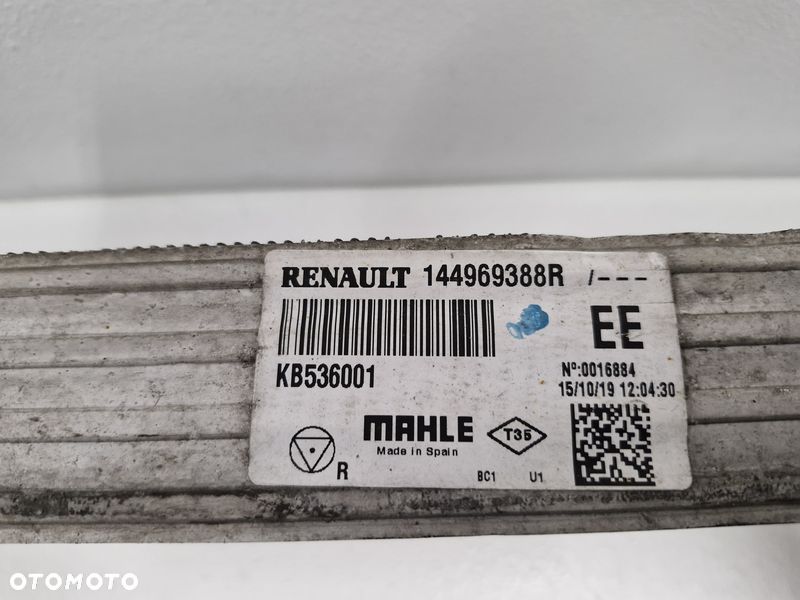 RENAULT 144969388R /---
EE
KB536001
Nº:0016884
15/10/19 12:04:30
MAHLE
Made in Spain
T35
R
BC1 U1
OTOMOTO